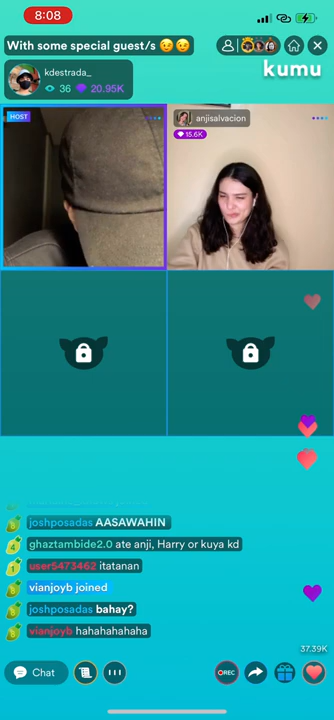 8:08
With some special guest/s 😉😉
kumu
kdestrada_
36 20.95K
HOST
anjisalvacion
15.6K
joshposadas AASAWAHIN
ghaztambide2.0 ate anji, Harry or kuya kd
user5473462 itatanan
vianjoyb joined
joshposadas bahay?
vianjoyb hahahahahaha
37.39K
Chat
REC